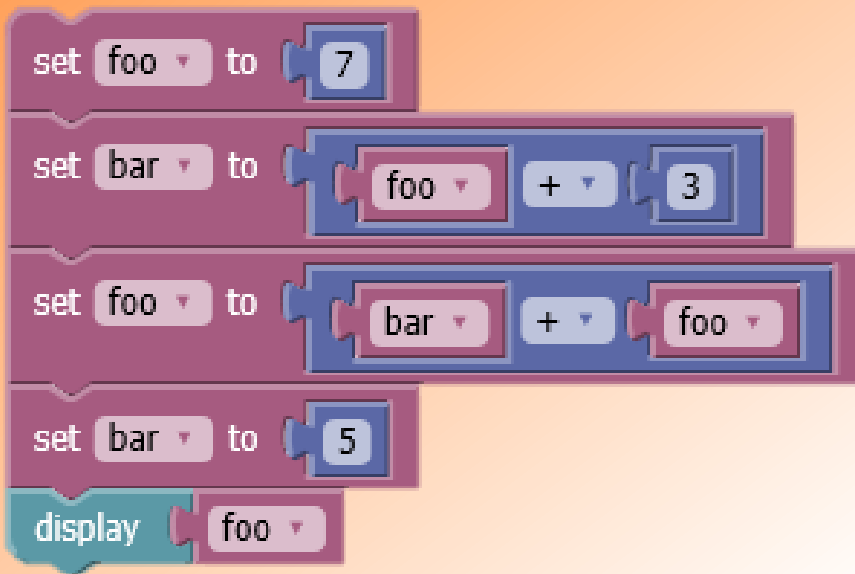 set foo to 7
set bar to foo + 3
set foo to bar + foo
set bar to 5
display foo